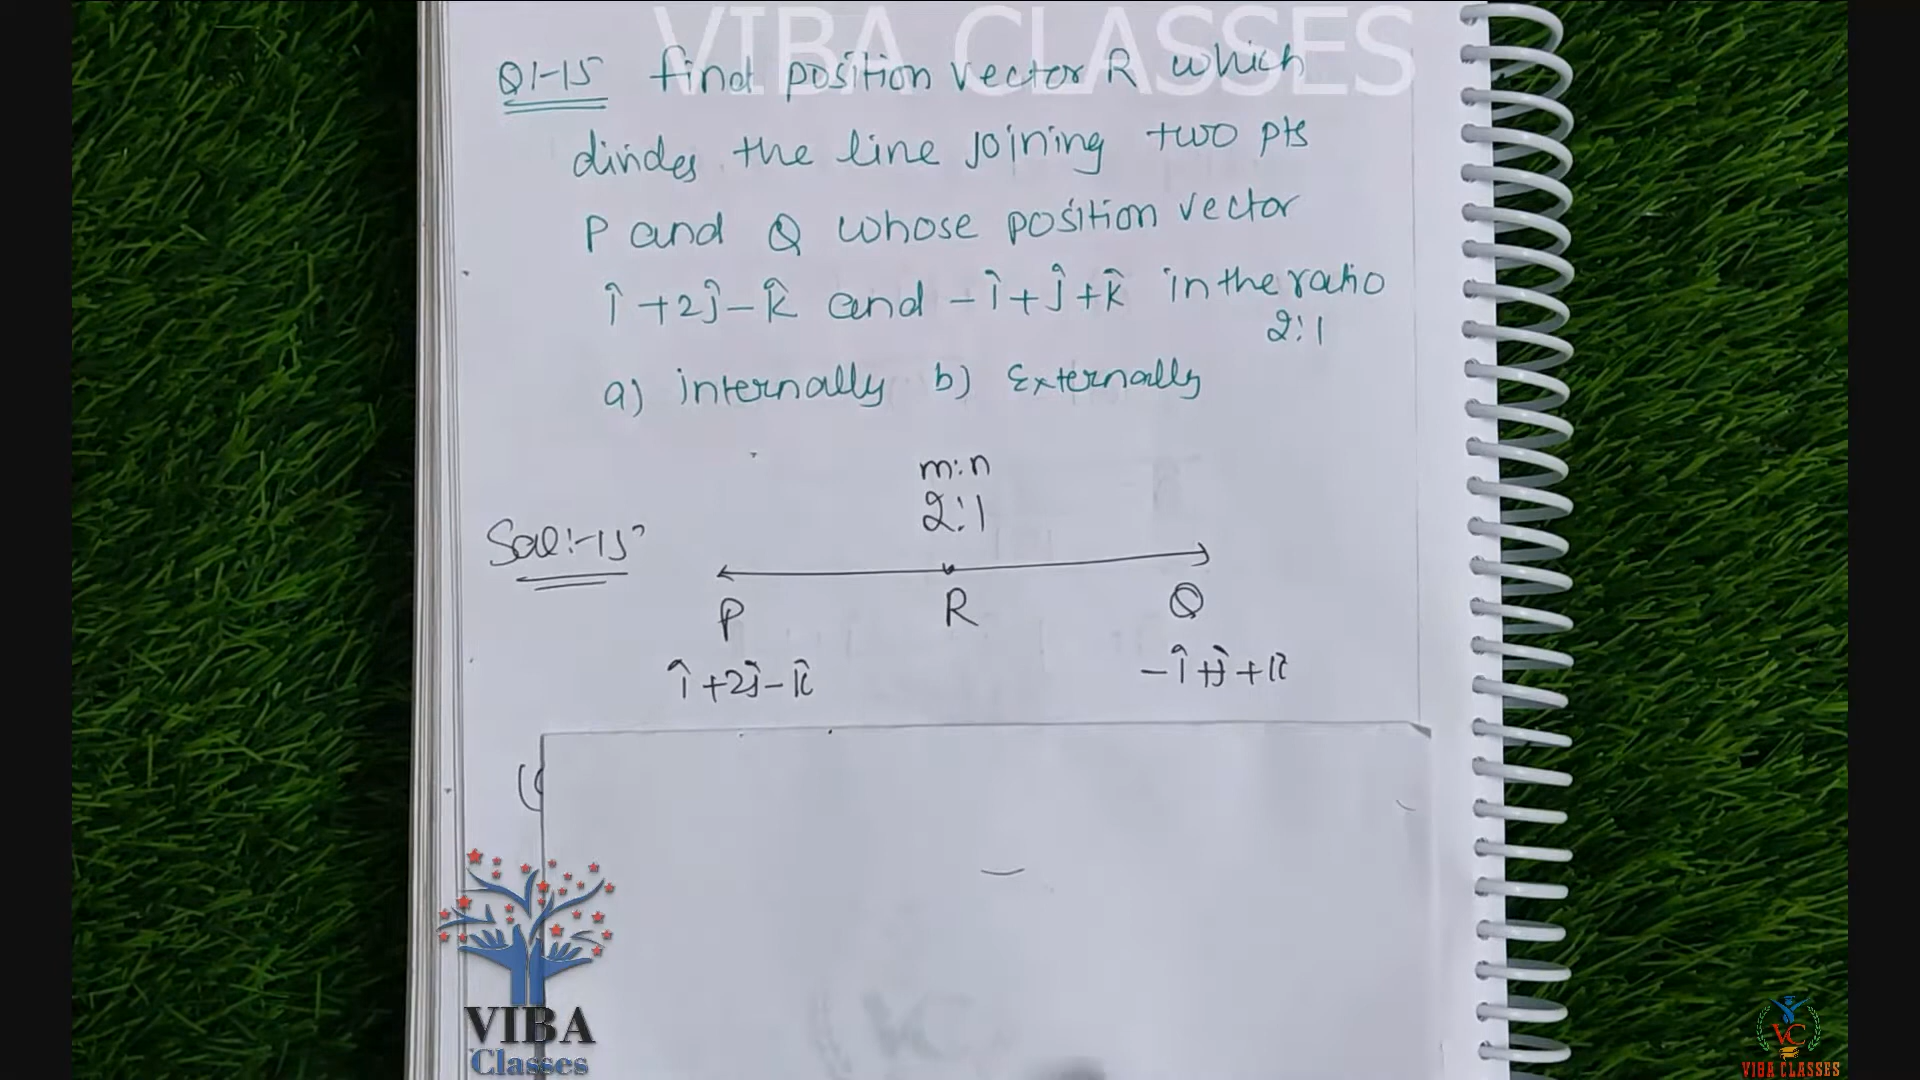 VIBA CLASSES
Q1-15 find position vector R which
divides the line joining two pts
P and Q whose position vector
î+2ĵ-k̂ and -î+ĵ+k̂ in the ratio
2:1
a) internally b) Externally
m:n
2:1
Sol:-15
P R Q
î+2ĵ-k̂ -î+ĵ+k̂
VIBA
Classes
VC
VIBA CLASSES